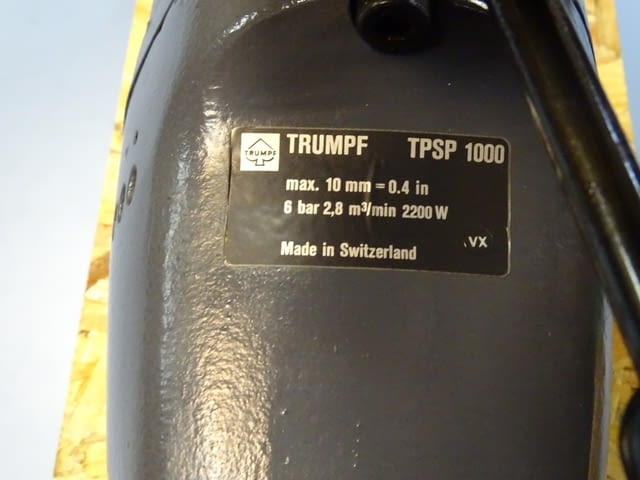 TRUMPF TRUMPF TPSP 1000
max. 10 mm = 0.4 in
6 bar 2,8 m³/min 2200 W
Made in Switzerland VX